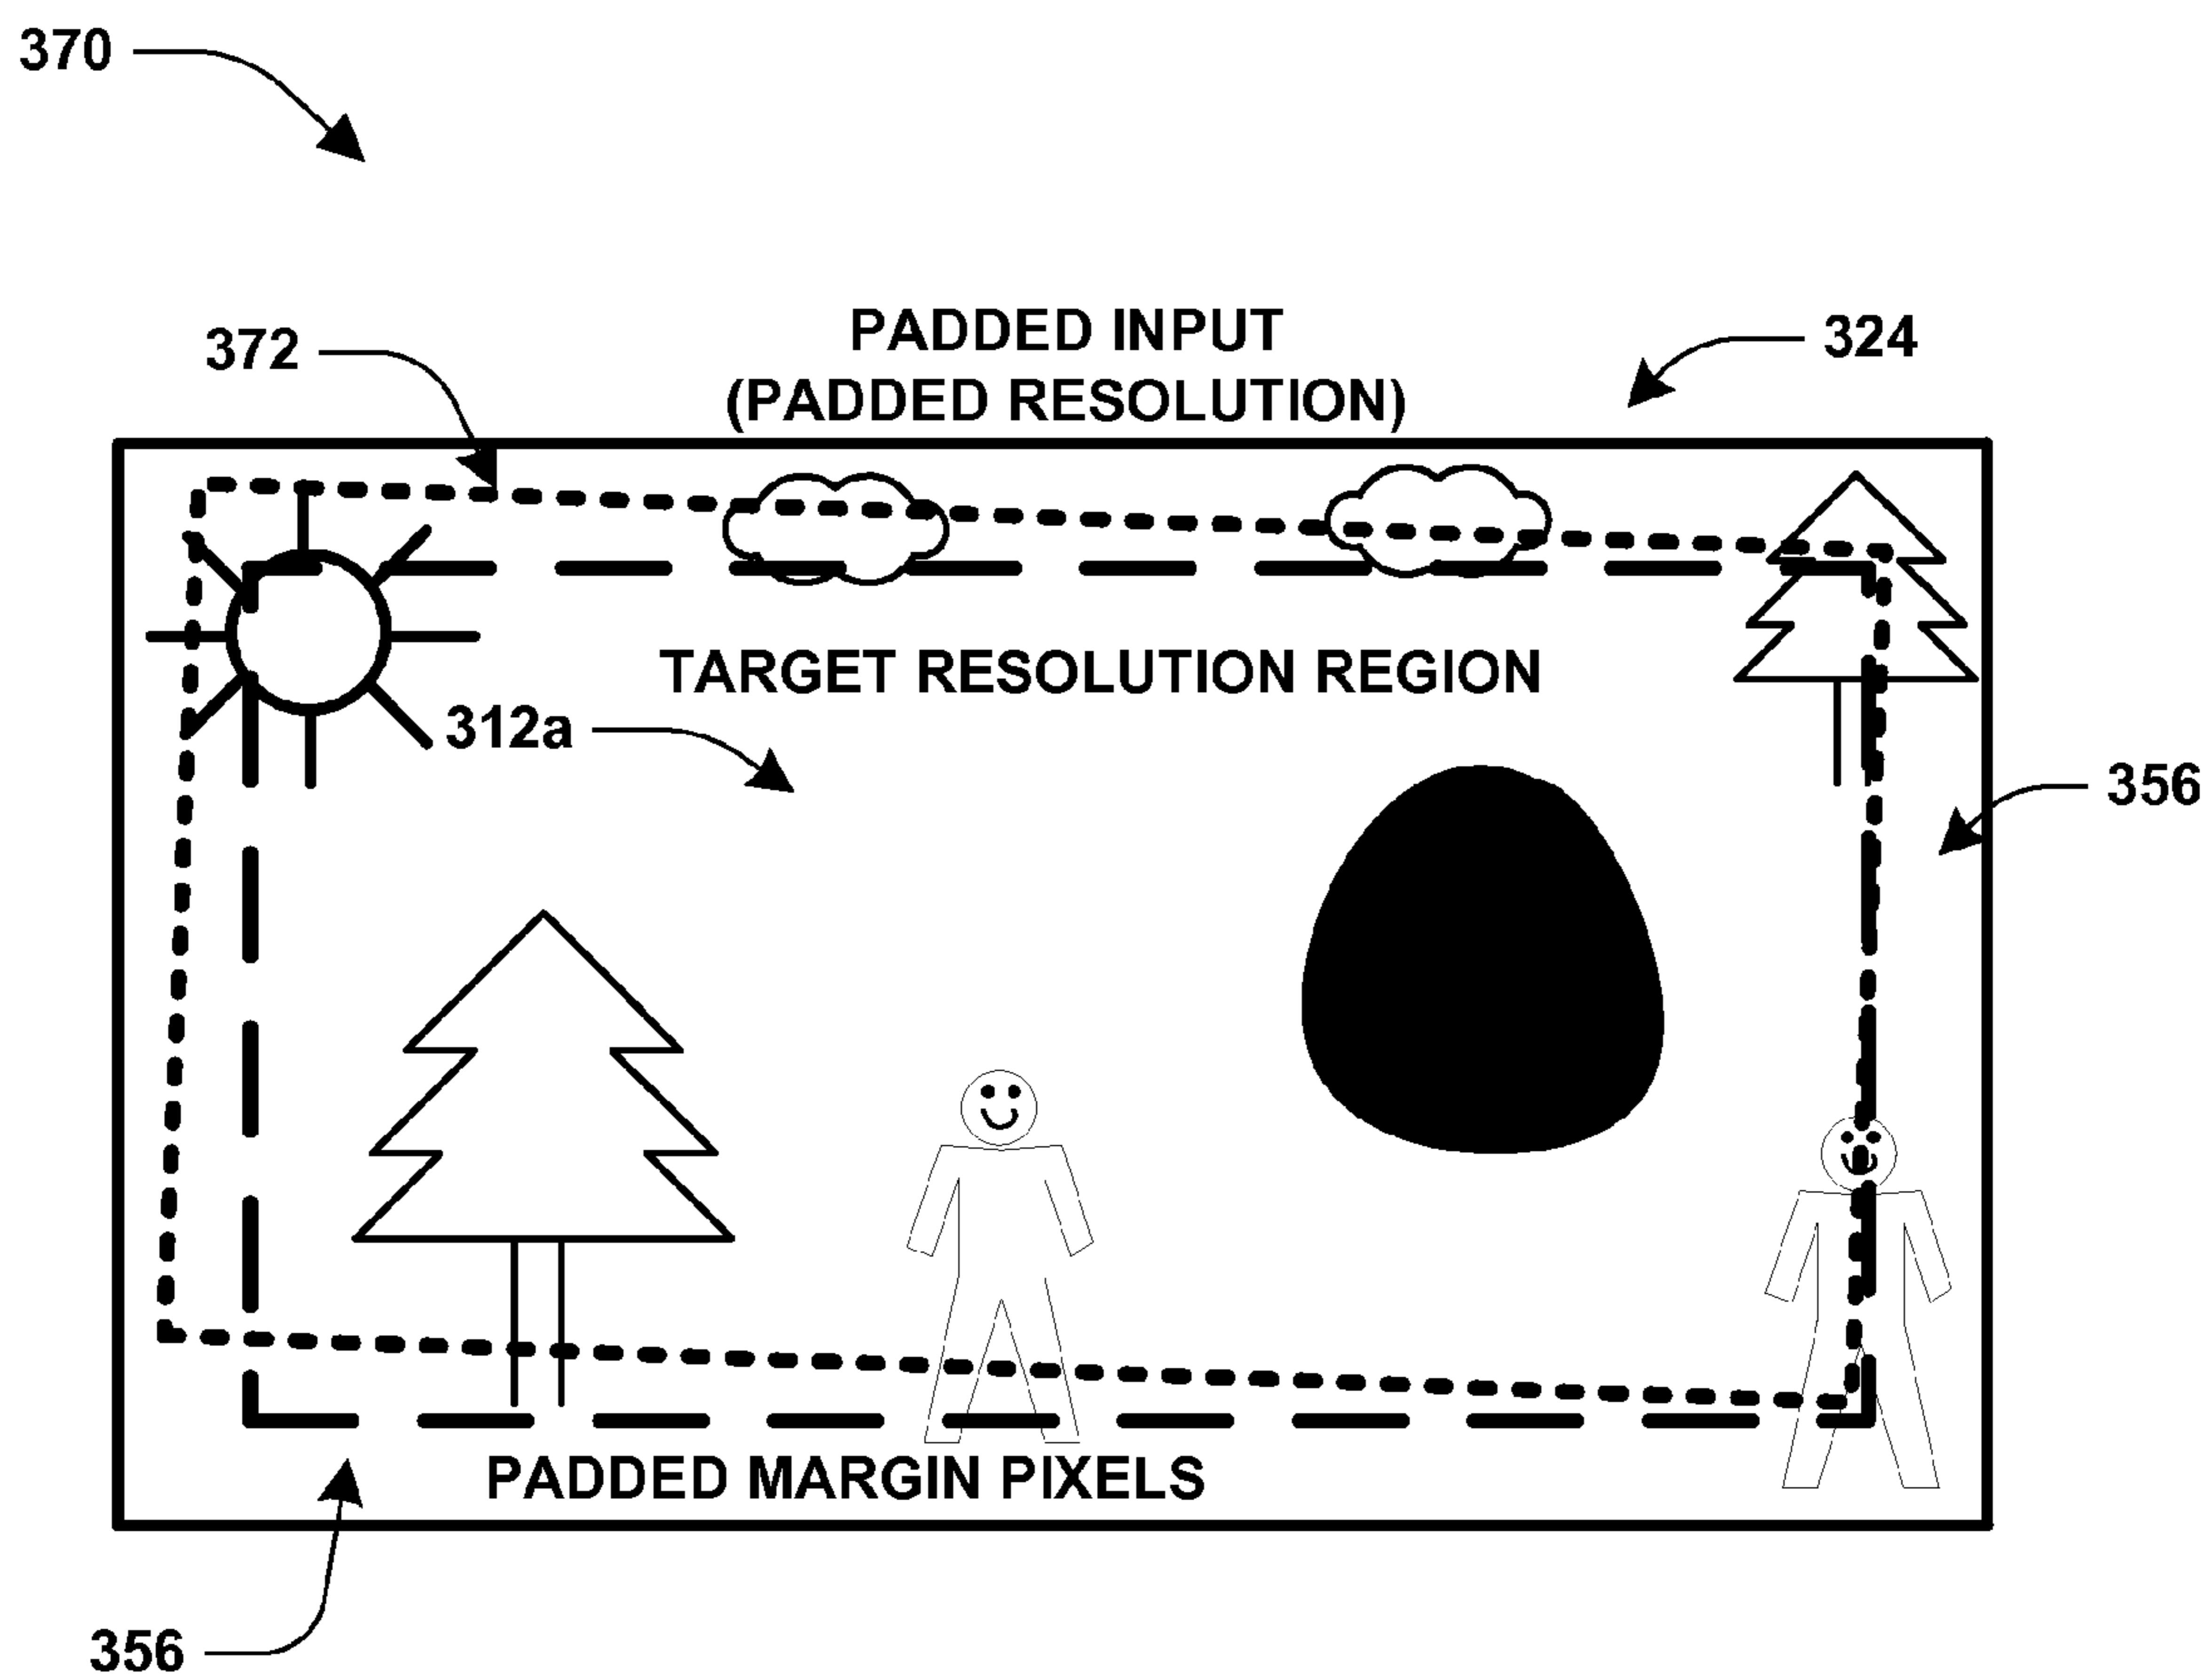 370
372
PADDED INPUT
(PADDED RESOLUTION)
324
TARGET RESOLUTION REGION
312a
356
PADDED MARGIN PIXELS
356